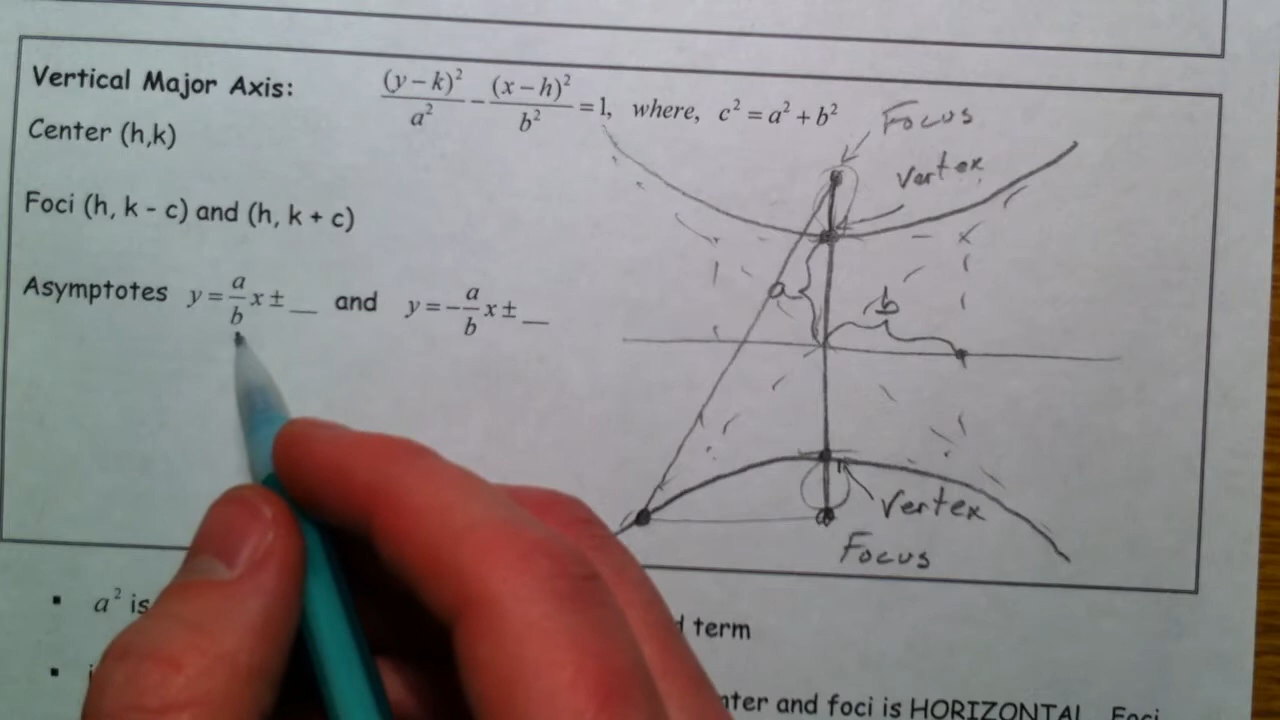 Vertical Major Axis: (y – k)²/a² – (x – h)²/b² = 1, where, c² = a² + b²
Focus
Center (h,k)
vertex
Foci (h, k - c) and (h, k + c)
Asymptotes y = a/b x ± __ and y = – a/b x ± __
a
b
vertex
Focus
▪ a² is
term
▪
and foci is HORIZONTAL. Foci